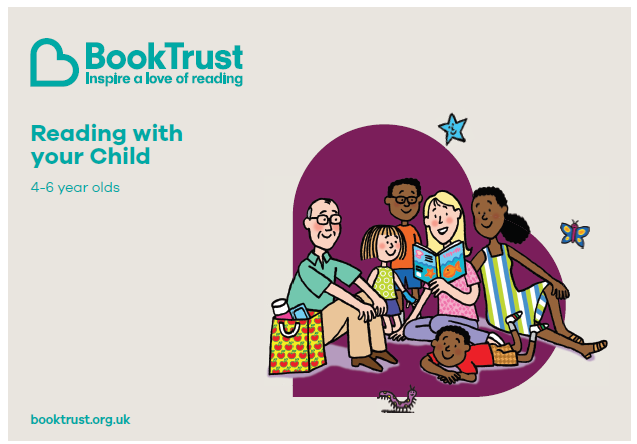 BookTrust
Inspire a love of reading
Reading with
your Child
4-6 year olds
booktrust.org.uk